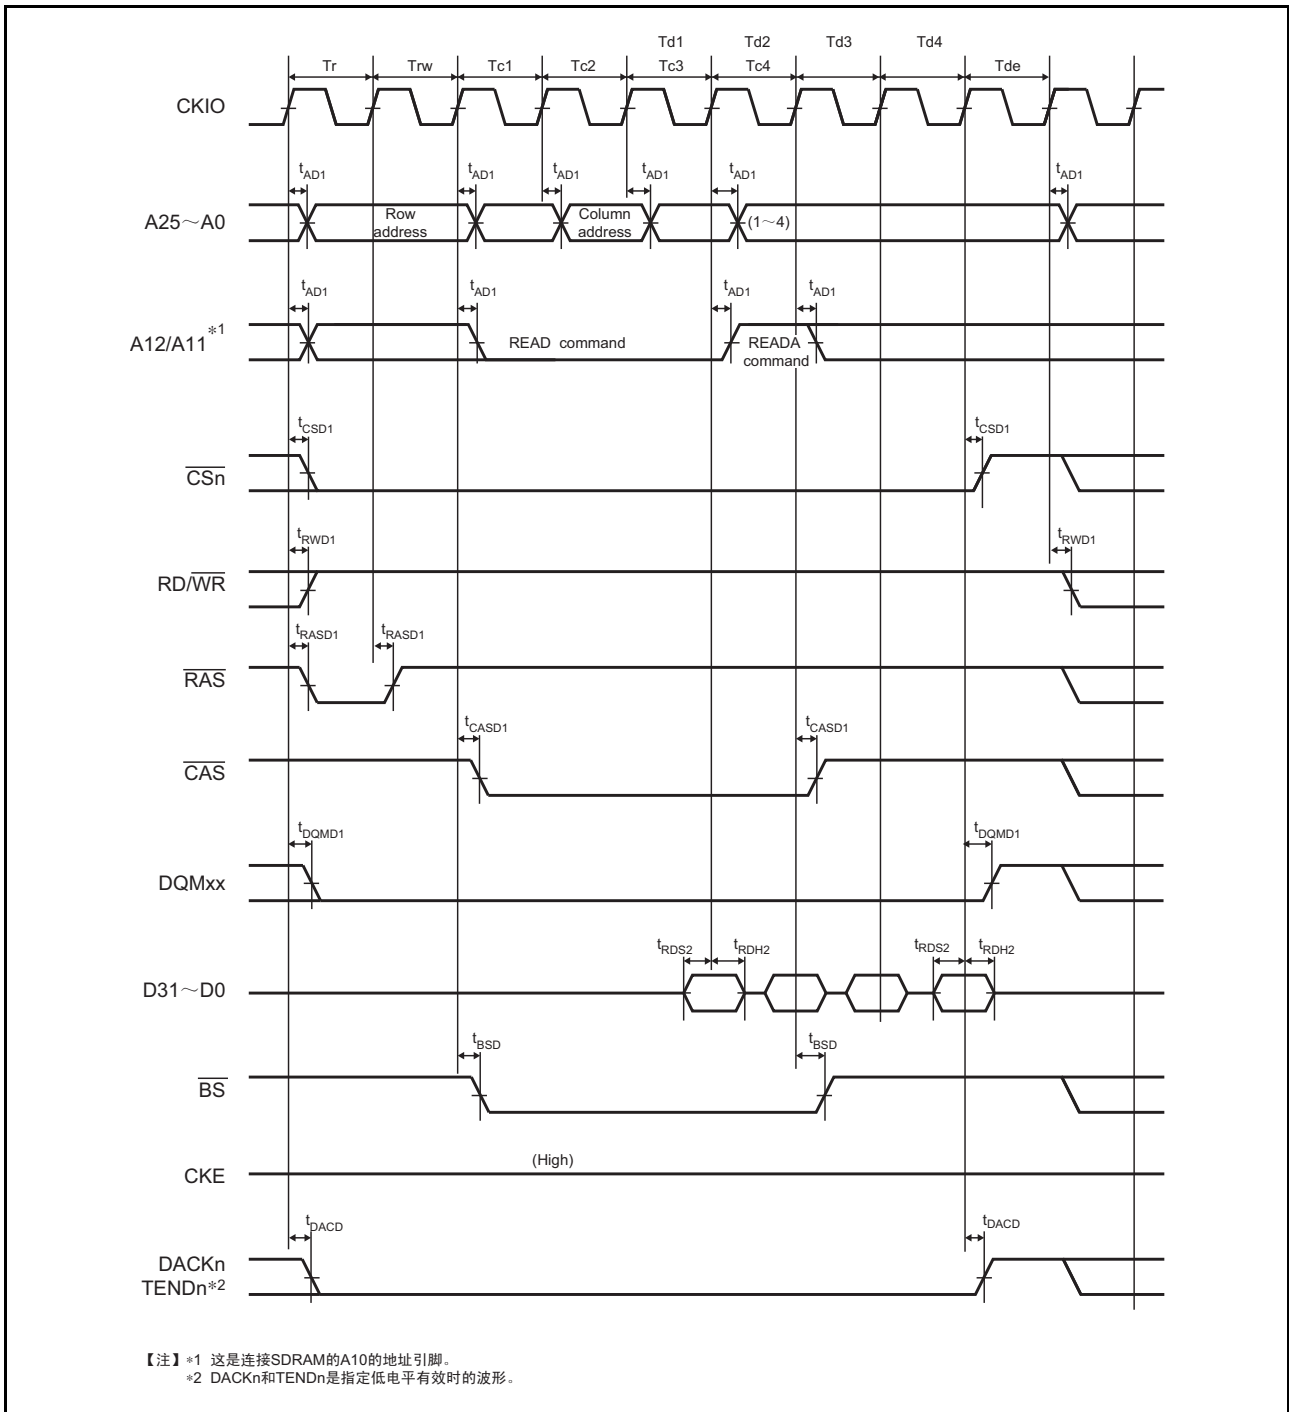 Td1 Td2 Td3 Td4
Tr Trw Tc1 Tc2 Tc3 Tc4 Tde
CKIO
tAD1 tAD1 tAD1 tAD1 tAD1 tAD1
A25～A0
Row address
Column address
(1～4)
tAD1 tAD1 tAD1 tAD1
A12/A11*1
READ command
READA command
tCSD1 tCSD1
CSn
tRWD1 tRWD1
RD/WR
tRASD1 tRASD1
RAS
tCASD1 tCASD1
CAS
tDQMD1 tDQMD1
DQMxx
tRDS2 tRDH2 tRDS2 tRDH2
D31～D0
tBSD tBSD
BS
(High)
CKE
tDACD tDACD
DACKn
TENDn*2
【注】*1 这是连接SDRAM的A10的地址引脚。
*2 DACKn和TENDn是指定低电平有效时的波形。